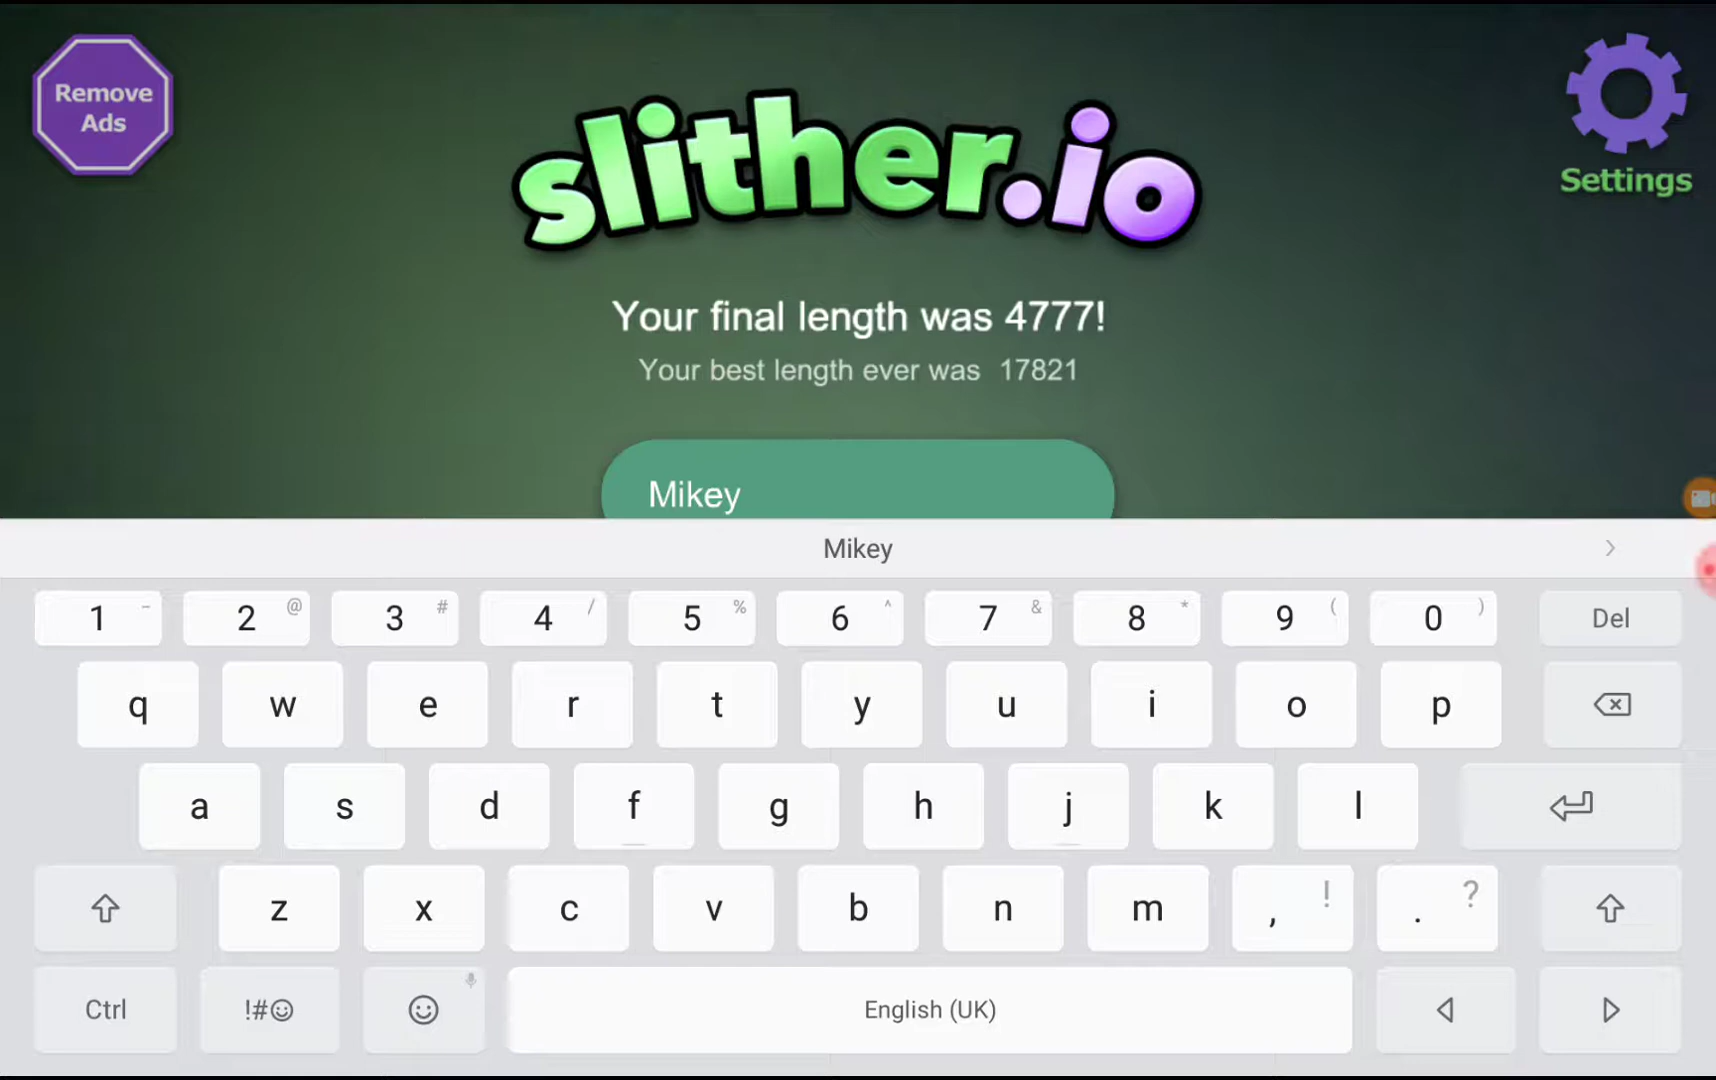 Remove
Ads
slither.io
Settings
Your final length was 4777!
Your best length ever was 17821
Mikey
Mikey
1 - 2 @ 3 # 4 / 5 % 6 ^ 7 & 8 * 9 ( 0 ) Del
q w e r t y u i o p
a s d f g h j k l
z x c v b n m , ! . ?
Ctrl !#☺ English (UK)